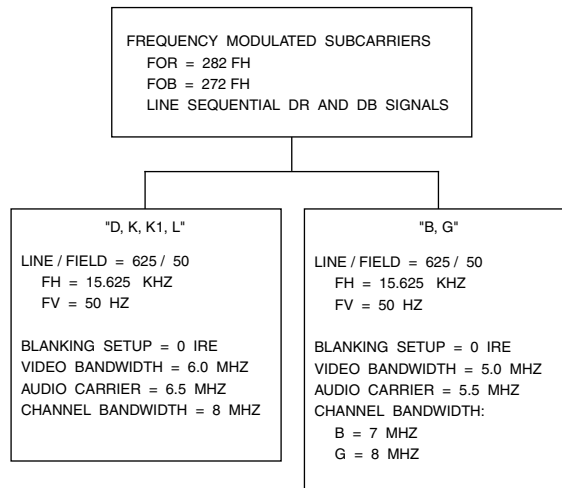 FREQUENCY MODULATED SUBCARRIERS
FOR = 282 FH
FOB = 272 FH
LINE SEQUENTIAL DR AND DB SIGNALS
"D, K, K1, L"
LINE / FIELD = 625 / 50
FH = 15.625 KHZ
FV = 50 HZ
BLANKING SETUP = 0 IRE
VIDEO BANDWIDTH = 6.0 MHZ
AUDIO CARRIER = 6.5 MHZ
CHANNEL BANDWIDTH = 8 MHZ
"B, G"
LINE / FIELD = 625 / 50
FH = 15.625 KHZ
FV = 50 HZ
BLANKING SETUP = 0 IRE
VIDEO BANDWIDTH = 5.0 MHZ
AUDIO CARRIER = 5.5 MHZ
CHANNEL BANDWIDTH:
B = 7 MHZ
G = 8 MHZ